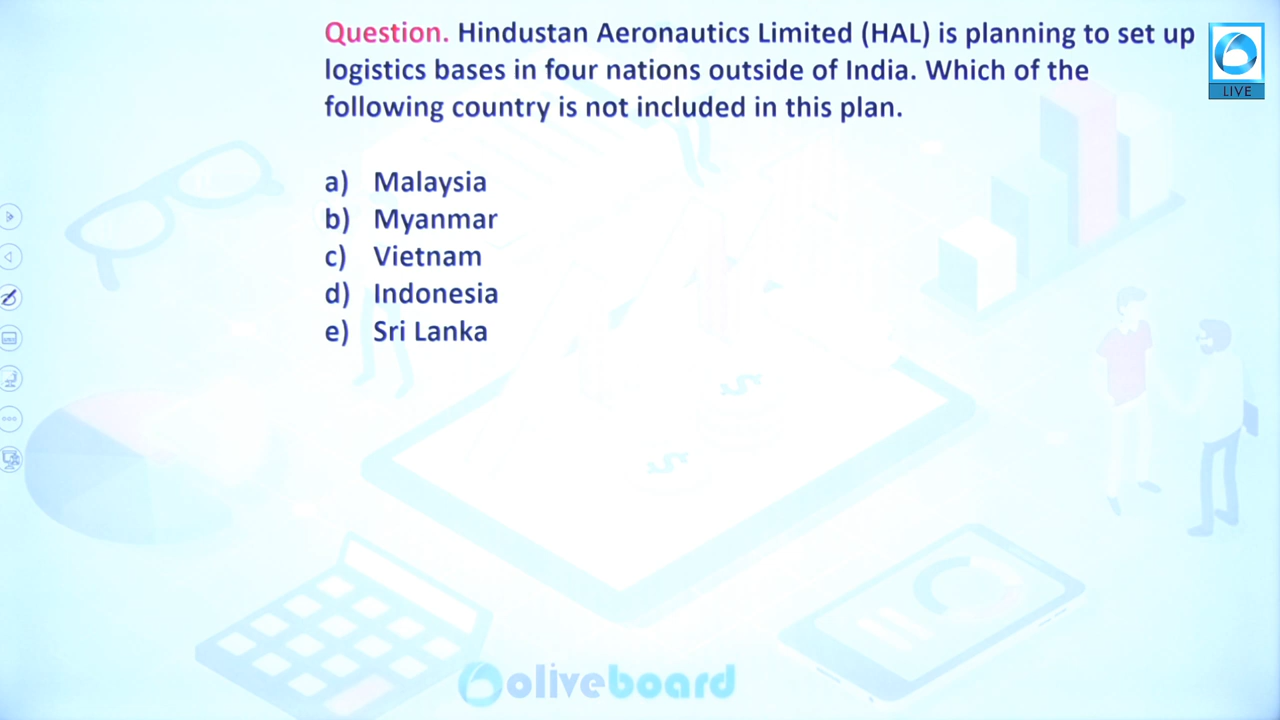 Question. Hindustan Aeronautics Limited (HAL) is planning to set up
logistics bases in four nations outside of India. Which of the
following country is not included in this plan.
a) Malaysia
b) Myanmar
c) Vietnam
d) Indonesia
e) Sri Lanka
LIVE
oliveboard